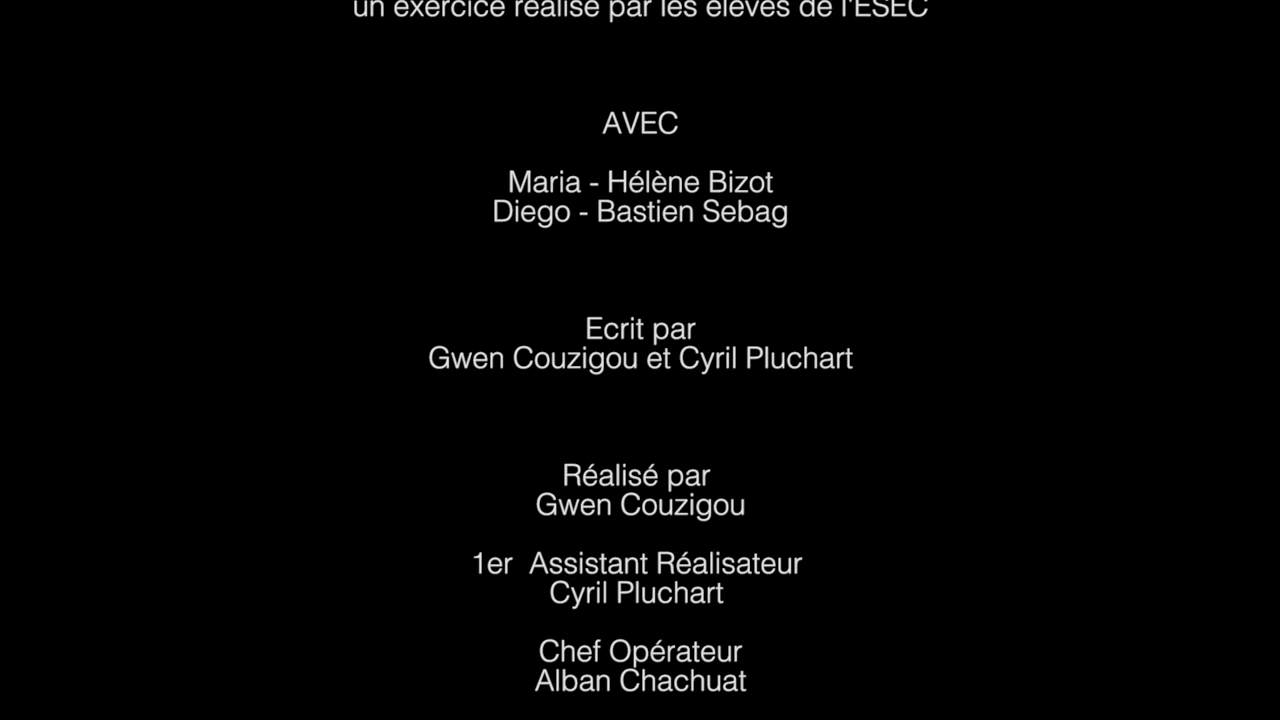 un exercice réalisé par les élèves de l'ESEC
AVEC
Maria - Hélène Bizot
Diego - Bastien Sebag
Ecrit par
Gwen Couzigou et Cyril Pluchart
Réalisé par
Gwen Couzigou
1er  Assistant Réalisateur
Cyril Pluchart
Chef Opérateur
Alban Chachuat